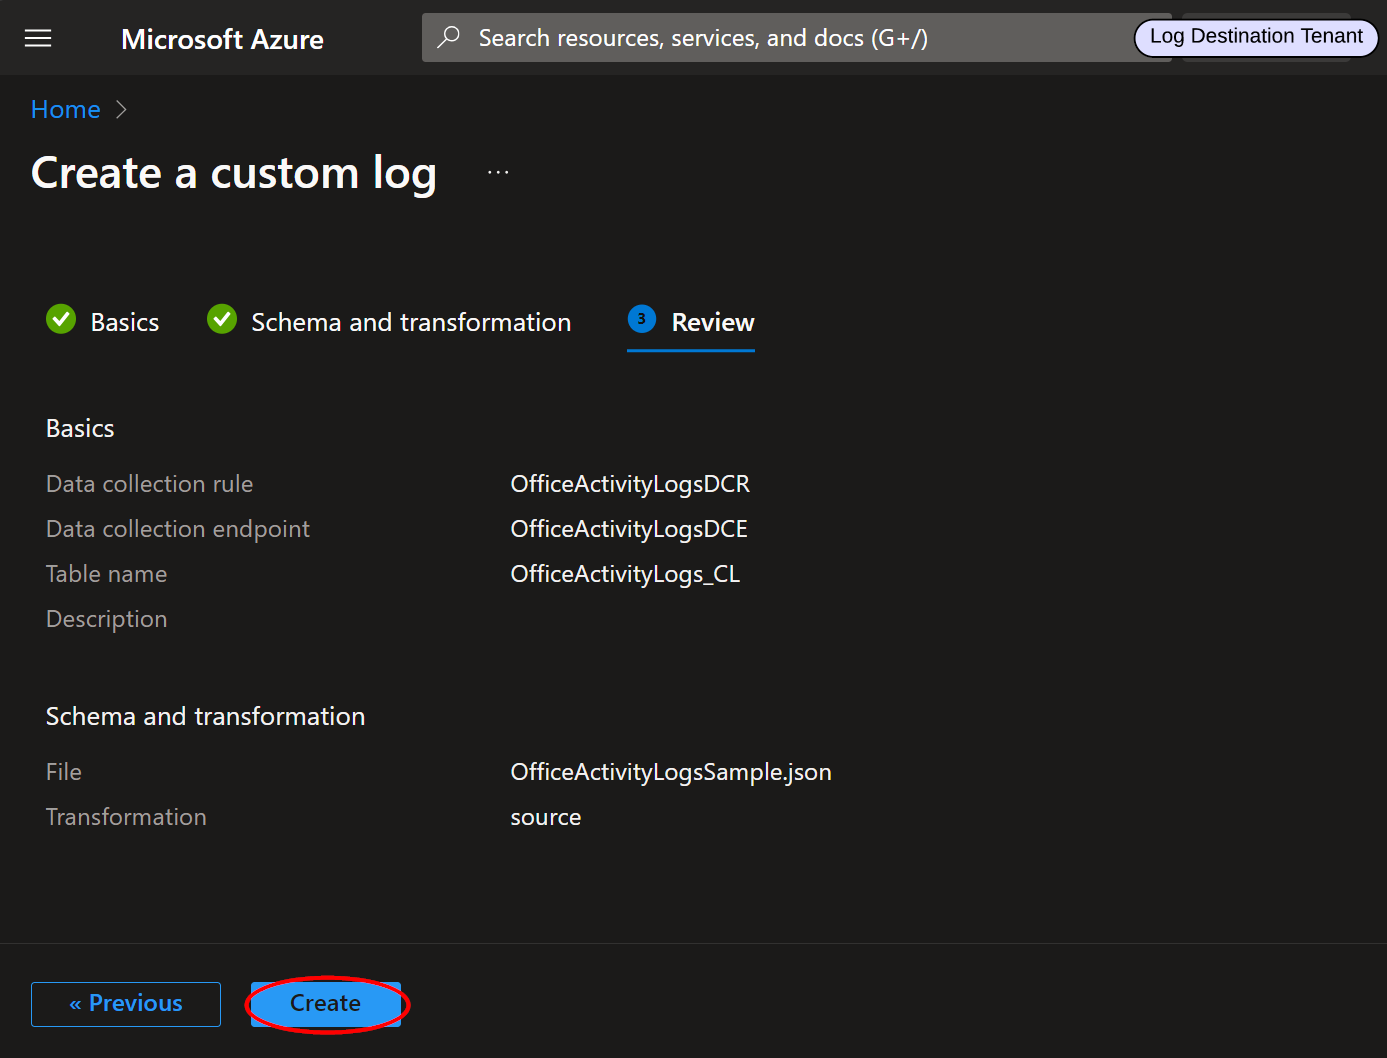 Microsoft Azure
Search resources, services, and docs (G+/)
Log Destination Tenant
Home
Create a custom log ...
Basics
Schema and transformation
3 Review
Basics
Data collection rule OfficeActivityLogsDCR
Data collection endpoint OfficeActivityLogsDCE
Table name OfficeActivityLogs_CL
Description
Schema and transformation
File OfficeActivityLogsSample.json
Transformation source
« Previous
Create